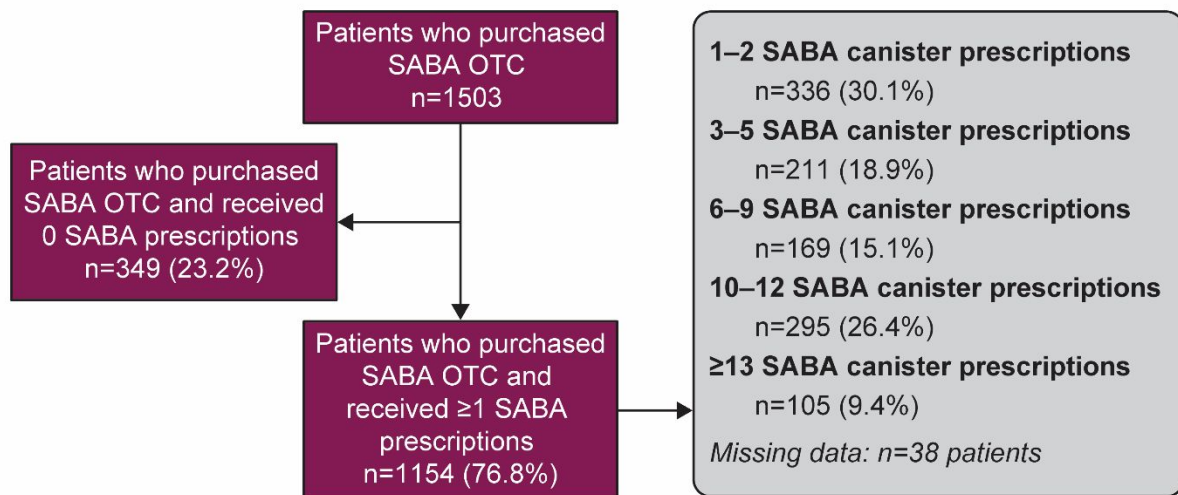 Patients who purchased
SABA OTC
n=1503
Patients who purchased
SABA OTC and received
0 SABA prescriptions
n=349 (23.2%)
Patients who purchased
SABA OTC and
received ≥1 SABA
prescriptions
n=1154 (76.8%)
1–2 SABA canister prescriptions
n=336 (30.1%)
3–5 SABA canister prescriptions
n=211 (18.9%)
6–9 SABA canister prescriptions
n=169 (15.1%)
10–12 SABA canister prescriptions
n=295 (26.4%)
≥13 SABA canister prescriptions
n=105 (9.4%)
Missing data: n=38 patients